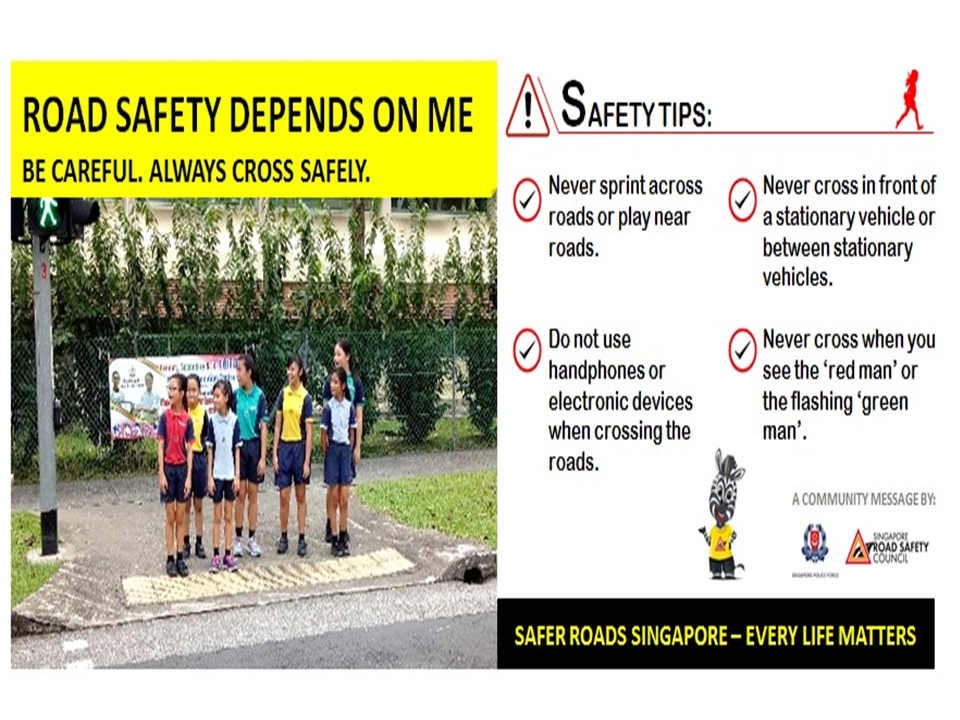 ROAD SAFETY DEPENDS ON ME
BE CAREFUL. ALWAYS CROSS SAFELY.
3
SAFETY TIPS:
Never sprint across
roads or play near
roads.
Never cross in front of
a stationary vehicle or
between stationary
vehicles.
Do not use
handphones or
electronic devices
when crossing the
roads.
Never cross when you
see the ‘red man’ or
the flashing ‘green
man’.
A COMMUNITY MESSAGE BY:
SINGAPORE POLICE FORCE
SINGAPORE
ROAD SAFETY
COUNCIL
SAFER ROADS SINGAPORE – EVERY LIFE MATTERS